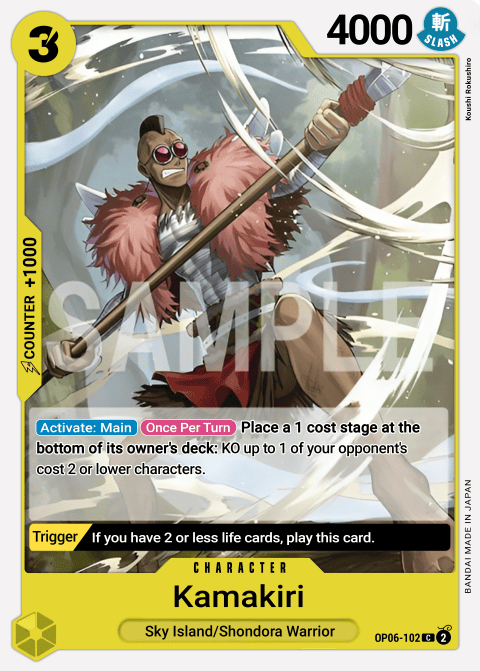 3
4000
斬
SLASH
Koushi Rokushiro
COUNTER +1000
SAMPLE
Activate: Main Once Per Turn Place a 1 cost stage at the
bottom of its owner's deck: KO up to 1 of your opponent's
cost 2 or lower characters.
Trigger If you have 2 or less life cards, play this card.
BANDAI MADE IN JAPAN
CHARACTER
Kamakiri
Sky Island/Shondora Warrior
OP06-102 C 2